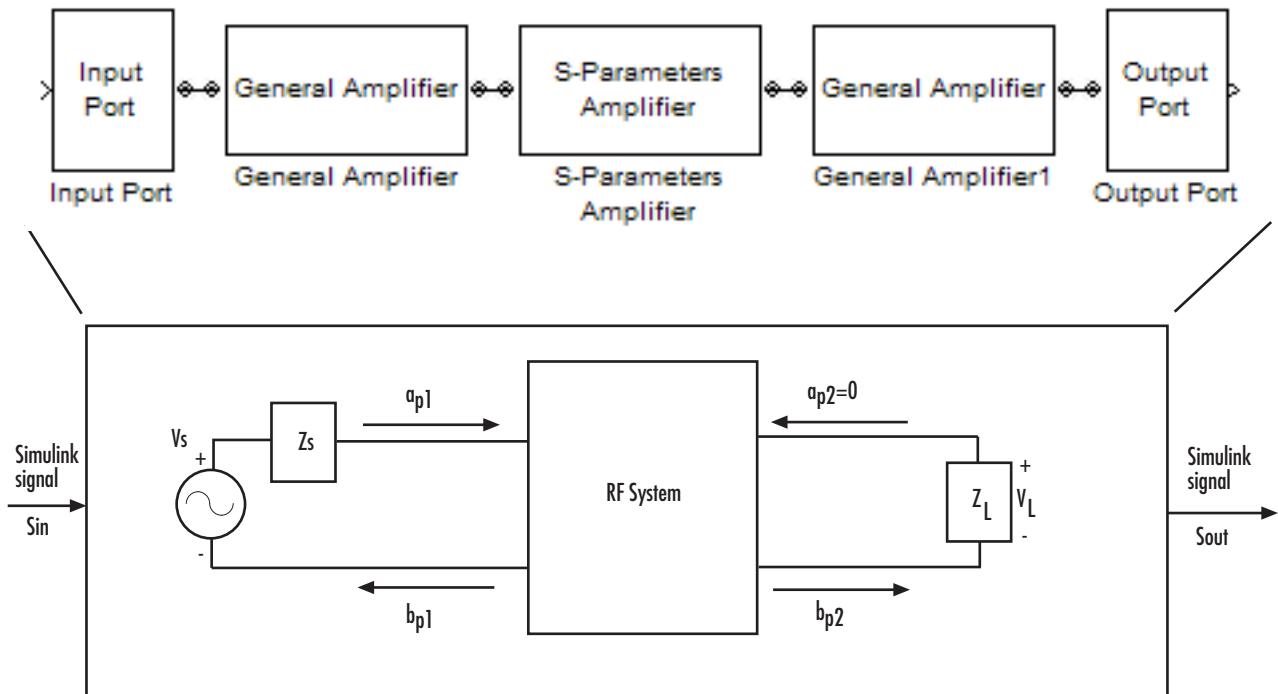 Input
Port
General Amplifier
S-Parameters
Amplifier
General Amplifier
Output
Port
Input Port
General Amplifier
S-Parameters
Amplifier
General Amplifier1
Output Port
Simulink
signal
Sin
Vs
+
-
Zs
ap1
bp1
RF System
ap2=0
bp2
ZL
+
VL
-
Simulink
signal
Sout